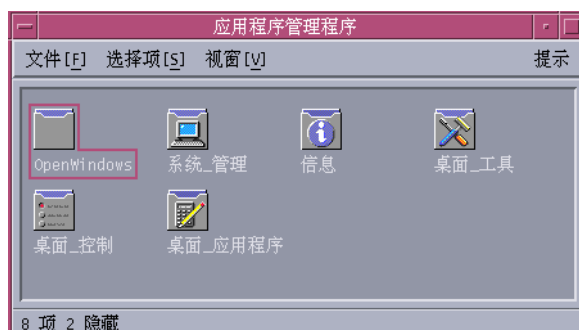 应用程序管理程序
文件[F] 选择项[S] 视窗[V] 提示
OpenWindows 系统_管理 信息 桌面_工具
桌面_控制 桌面_应用程序
8 项 2 隐藏